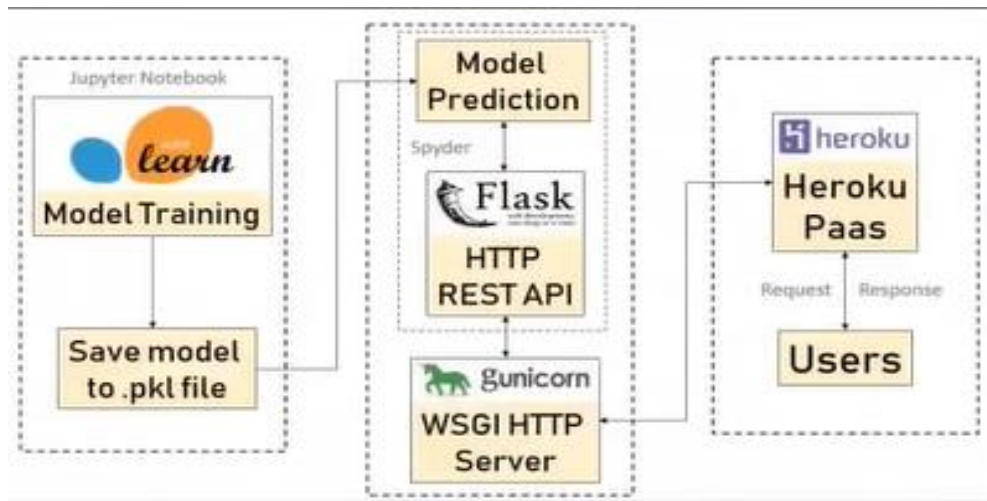 Jupyter Notebook
learn
Model Training
Save model
to .pkl file
Model
Prediction
Spyder
Flask
HTTP
REST API
gunicorn
WSGI HTTP
Server
heroku
Heroku
Paas
Request
Response
Users